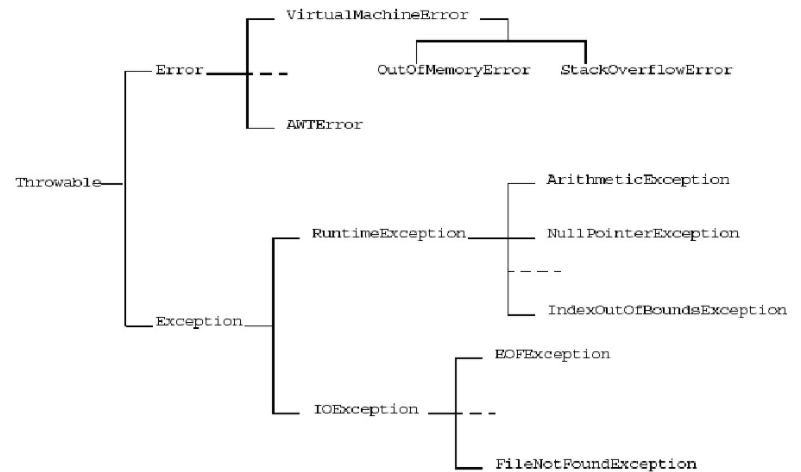 VirtualMachineError
Error
OutOfMemoryError
StackOverflowError
AWTError
Throwable
ArithmeticException
RuntimeException
NullPointerException
IndexOutOfBoundsException
Exception
EOFException
IOException
FileNotFoundException